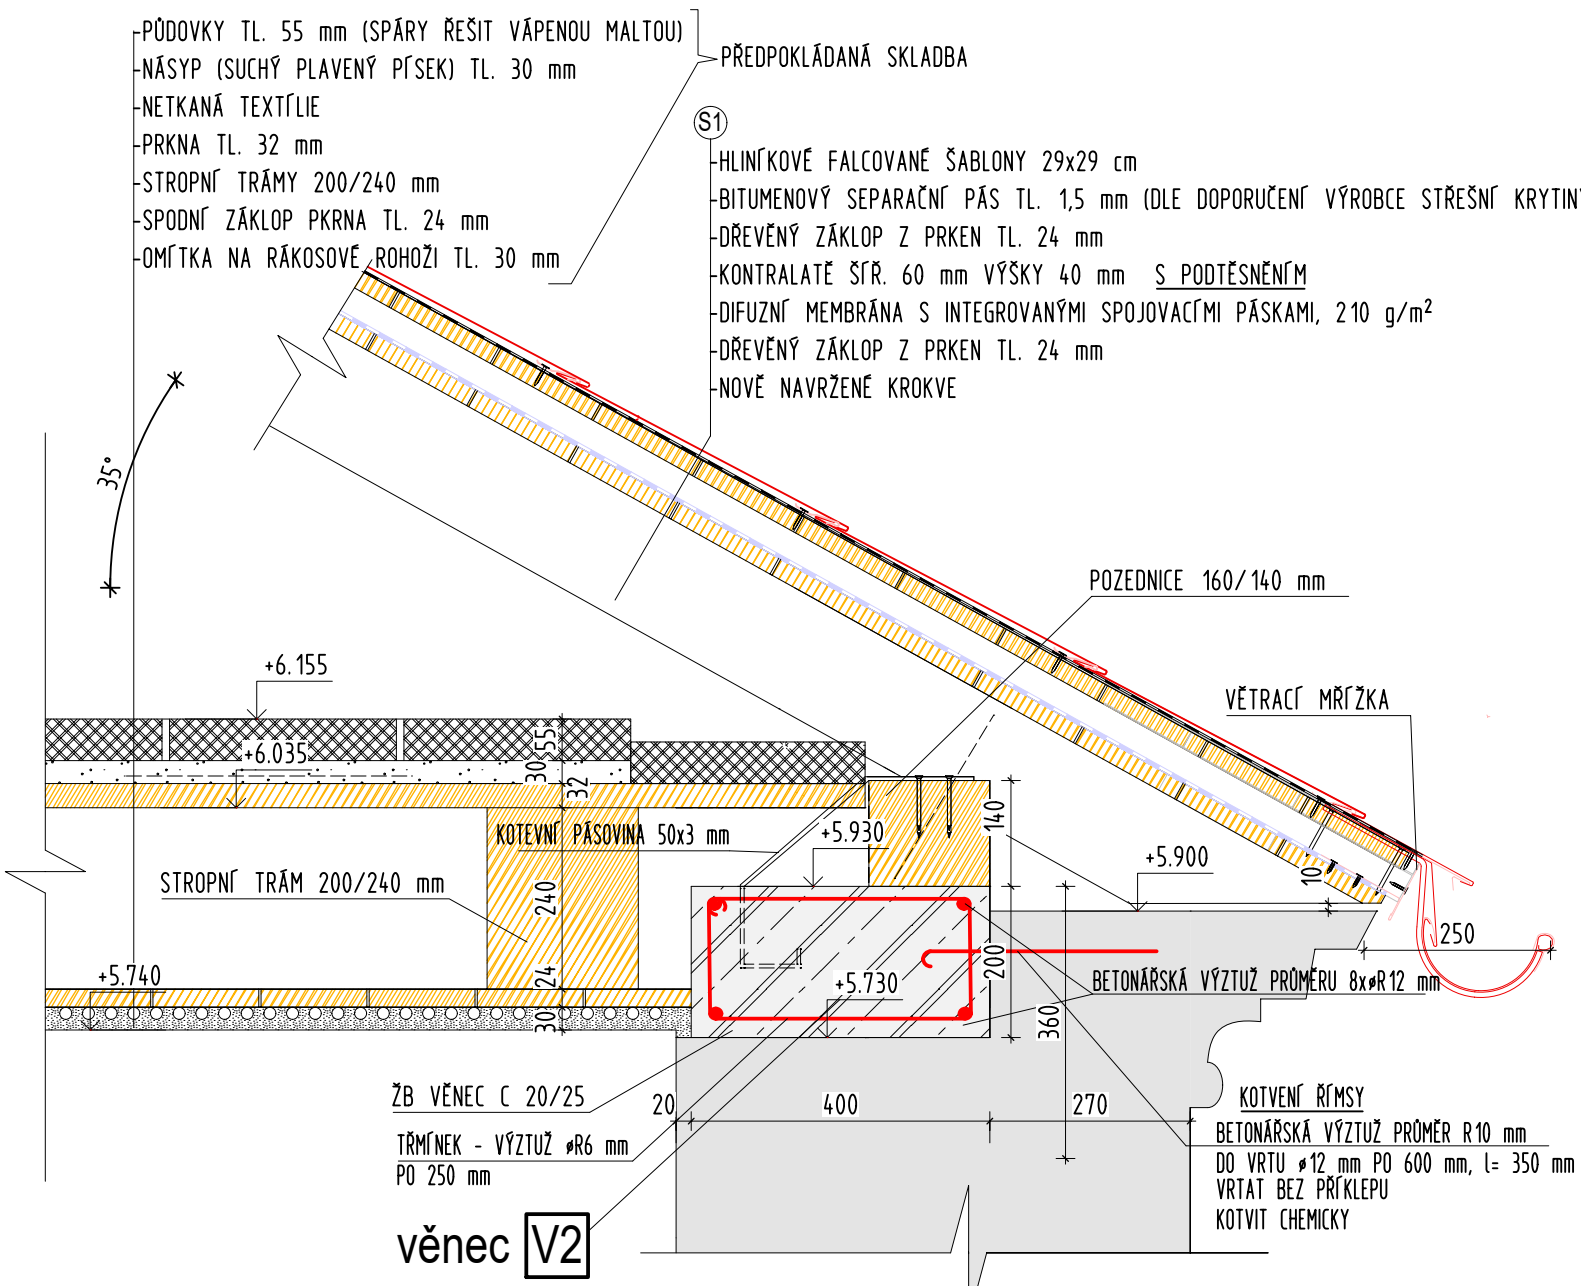 PŮDOVKY TL. 55 mm (SPÁRY ŘEŠIT VÁPENOU MALTOU)
NÁSYP (SUCHÝ PLAVENÝ PÍSEK) TL. 30 mm
NETKANÁ TEXTÍLIE
PRKNA TL. 32 mm
STROPNÍ TRÁMY 200/240 mm
SPODNÍ ZÁKLOP PKRNA TL. 24 mm
OMÍTKA NA RÁKOSOVÉ ROHOŽI TL. 30 mm
PŘEDPOKLÁDANÁ SKLADBA
S1
HLINÍKOVÉ FALCOVANÉ ŠABLONY 29x29 cm
BITUMENOVÝ SEPARAČNÍ PÁS TL. 1,5 mm (DLE DOPORUČENÍ VÝROBCE STŘEŠNÍ
DŘEVĚNÝ ZÁKLOP Z PRKEN TL. 24 mm
KONTRALATĚ ŠÍŘ. 60 mm VÝŠKY 40 mm S PODTĚSNĚNÍM
DIFUZNÍ MEMBRÁNA S INTEGROVANÝMI SPOJOVACÍMI PÁSKAMI, 210 g/m²
DŘEVĚNÝ ZÁKLOP Z PRKEN TL. 24 mm
NOVĚ NAVRŽENÉ KROKVE
35°
POZEDNICE 160/140 mm
VĚTRACÍ MŘÍŽKA
+6.155
+6.035
55
30
32
KOTEVNÍ PÁSOVINA 50x3 mm
+5.930
140
+5.900
10
STROPNÍ TRÁM 200/240 mm
240
250
+5.740
24
30
+5.730
200
BETONÁŘSKÁ VÝZTUŽ PRŮMĚRU 8xøR12 mm
360
ŽB VĚNEC C 20/25
20
400
270
TŘMÍNEK - VÝZTUŽ øR6 mm
PO 250 mm
KOTVENÍ ŘÍMSY
BETONÁŘSKÁ VÝZTUŽ PRŮMĚR R10 mm
DO VRTU ø12 mm PO 600 mm, l= 350 mm
VRTAT BEZ PŘÍKLEPU
KOTVIT CHEMICKY
věnec V2